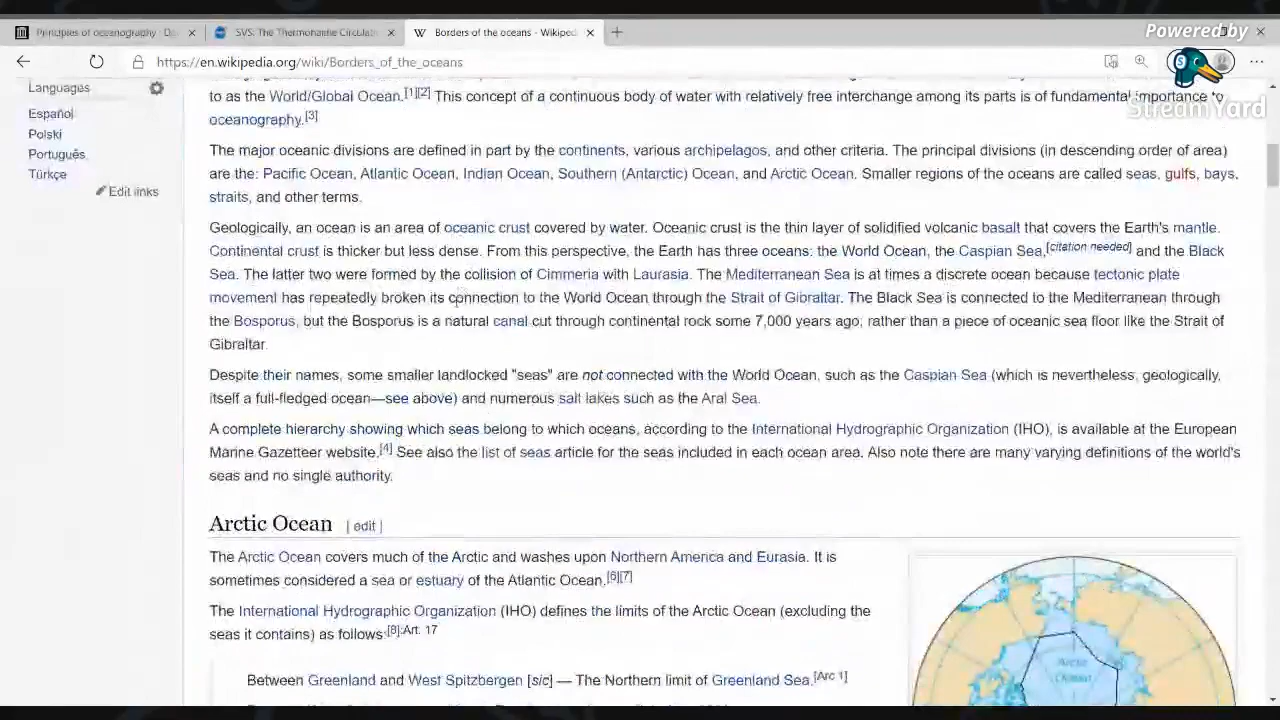 Principles of oceanography · Da
SVS: The Thermohaline Circulati
Borders of the oceans - Wikiped
Powered by
https://en.wikipedia.org/wiki/Borders_of_the_oceans
StreamYard
Languages
Español
Polski
Português
Türkçe
Edit links
to as the World/Global Ocean.[1][2] This concept of a continuous body of water with relatively free interchange among its parts is of fundamental importance to
oceanography.[3]
The major oceanic divisions are defined in part by the continents, various archipelagos, and other criteria. The principal divisions (in descending order of area)
are the: Pacific Ocean, Atlantic Ocean, Indian Ocean, Southern (Antarctic) Ocean, and Arctic Ocean. Smaller regions of the oceans are called seas, gulfs, bays,
straits, and other terms.
Geologically, an ocean is an area of oceanic crust covered by water. Oceanic crust is the thin layer of solidified volcanic basalt that covers the Earth's mantle.
Continental crust is thicker but less dense. From this perspective, the Earth has three oceans: the World Ocean, the Caspian Sea,[citation needed] and the Black
Sea. The latter two were formed by the collision of Cimmeria with Laurasia. The Mediterranean Sea is at times a discrete ocean because tectonic plate
movement has repeatedly broken its connection to the World Ocean through the Strait of Gibraltar. The Black Sea is connected to the Mediterranean through
the Bosporus, but the Bosporus is a natural canal cut through continental rock some 7,000 years ago, rather than a piece of oceanic sea floor like the Strait of
Gibraltar.
Despite their names, some smaller landlocked "seas" are not connected with the World Ocean, such as the Caspian Sea (which is nevertheless, geologically,
itself a full-fledged ocean—see above) and numerous salt lakes such as the Aral Sea.
A complete hierarchy showing which seas belong to which oceans, according to the International Hydrographic Organization (IHO), is available at the European
Marine Gazetteer website.[4] See also the list of seas article for the seas included in each ocean area. Also note there are many varying definitions of the world's
seas and no single authority.
Arctic Ocean [ edit ]
The Arctic Ocean covers much of the Arctic and washes upon Northern America and Eurasia. It is
sometimes considered a sea or estuary of the Atlantic Ocean.[6][7]
The International Hydrographic Organization (IHO) defines the limits of the Arctic Ocean (excluding the
seas it contains) as follows:[8]:Art. 17
Between Greenland and West Spitzbergen [sic] — The Northern limit of Greenland Sea.[Arc 1]
Arctic